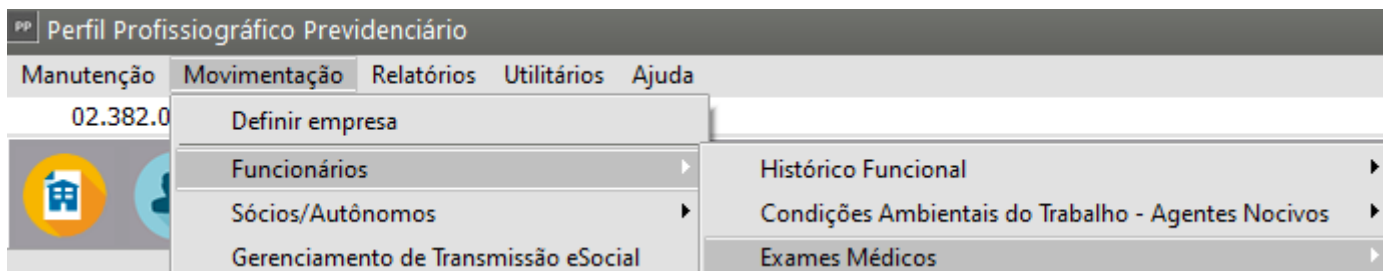 PP Perfil Profissiográfico Previdenciário
Manutenção Movimentação Relatórios Utilitários Ajuda
02.382.0
Definir empresa
Funcionários Histórico Funcional
Sócios/Autônomos Condições Ambientais do Trabalho - Agentes Nocivos
Gerenciamento de Transmissão eSocial Exames Médicos